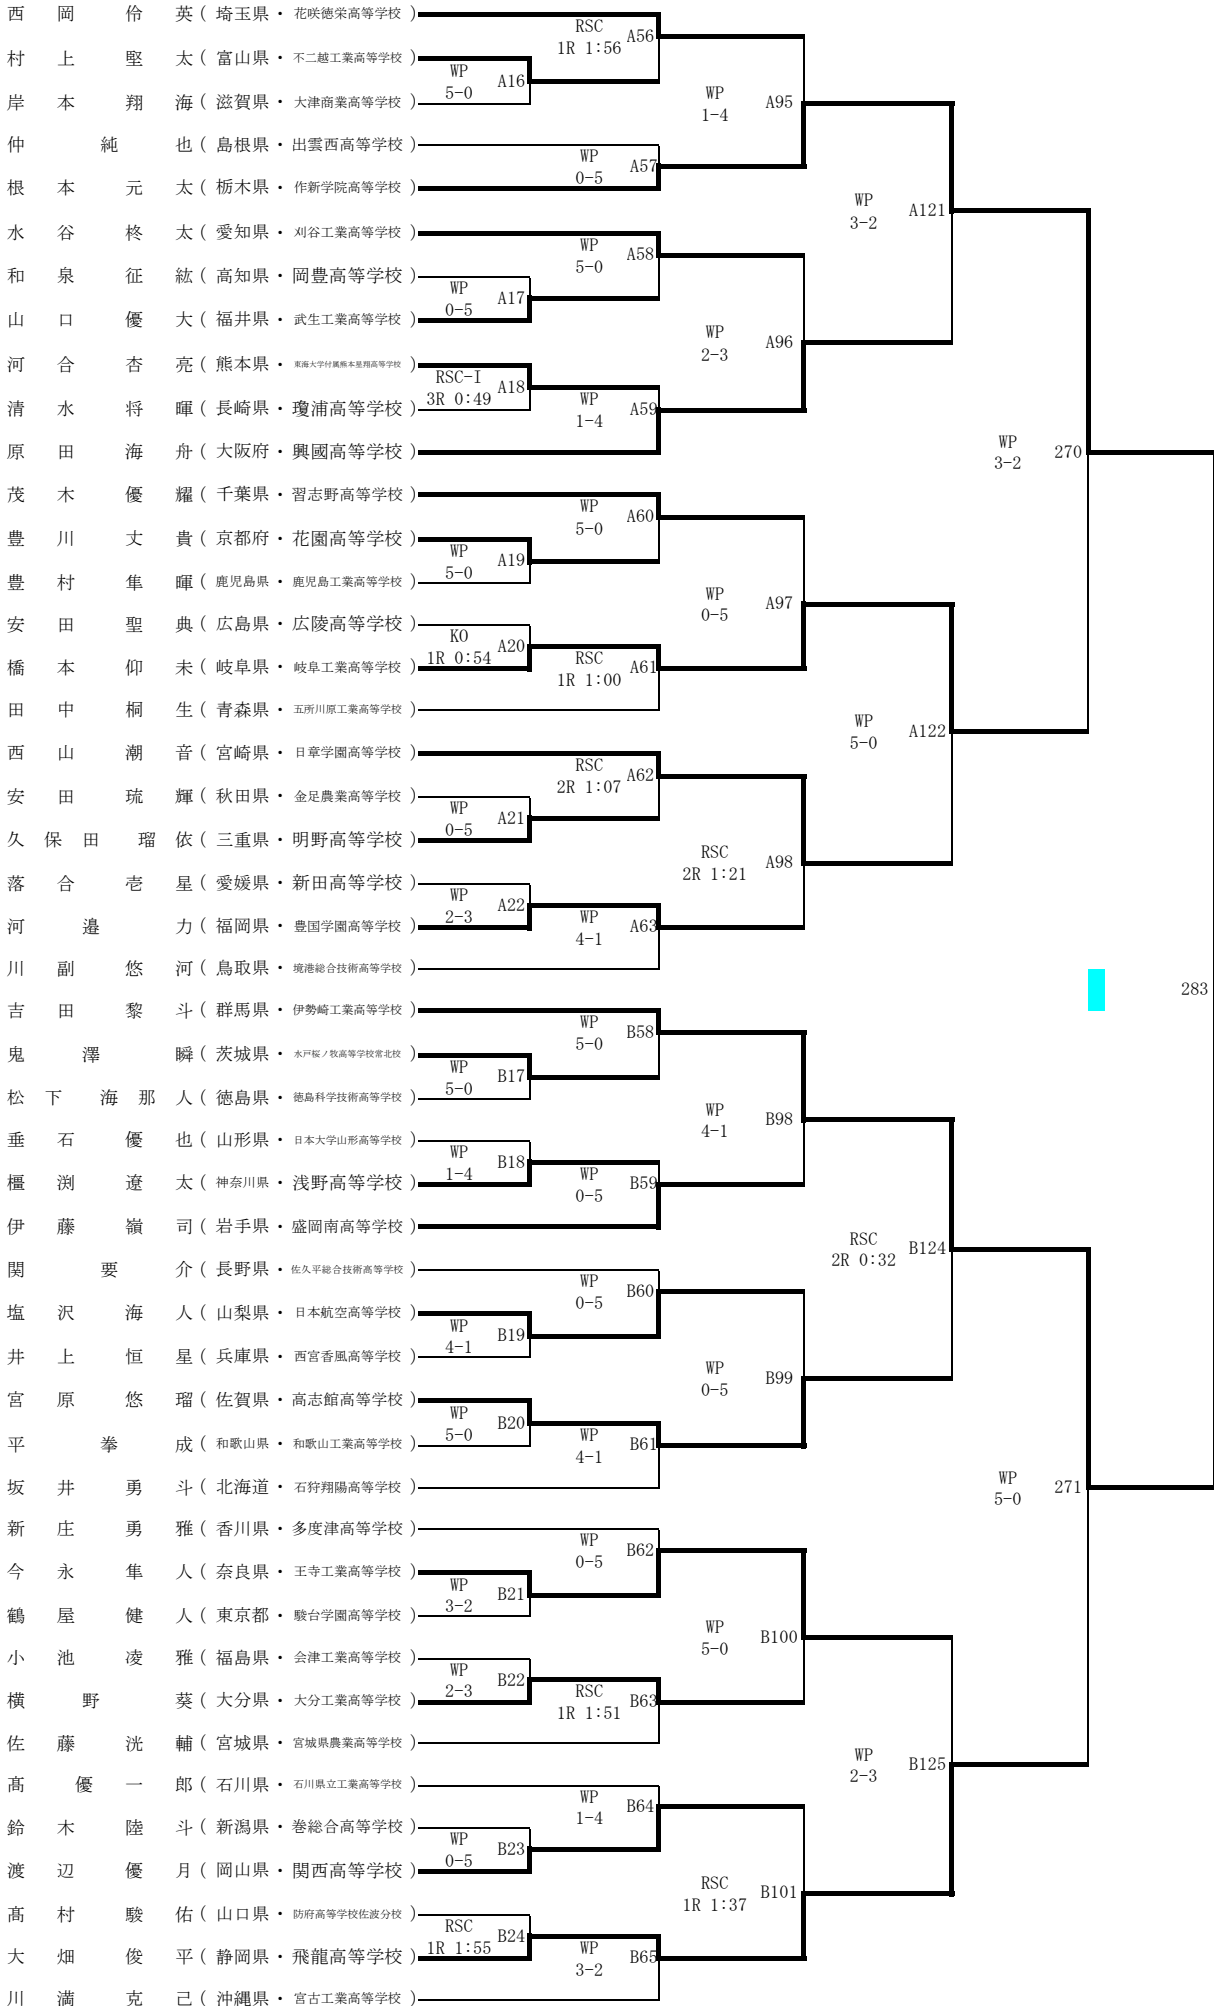 西岡伶英(埼玉県・花咲徳栄高等学校)
RSC
1R 1:56
A56
村上堅太(富山県・不二越工業高等学校)
WP
5-0
A16
岸本翔海(滋賀県・大津商業高等学校)
WP
1-4
A95
仲純也(島根県・出雲西高等学校)
WP
0-5
A57
根本元太(栃木県・作新学院高等学校)
WP
3-2
A121
水谷柊太(愛知県・刈谷工業高等学校)
WP
5-0
A58
和泉征紘(高知県・岡豊高等学校)
WP
0-5
A17
山口優大(福井県・武生工業高等学校)
WP
2-3
A96
河合杏亮(熊本県・東海大学付属熊本星翔高等学校)
RSC-I
3R 0:49
A18
清水将暉(長崎県・瓊浦高等学校)
WP
1-4
A59
原田海舟(大阪府・興國高等学校)
WP
3-2
270
茂木優耀(千葉県・習志野高等学校)
WP
5-0
A60
豊川丈貴(京都府・花園高等学校)
WP
5-0
A19
豊村隼暉(鹿児島県・鹿児島工業高等学校)
WP
0-5
A97
安田聖典(広島県・広陵高等学校)
KO
1R 0:54
A20
橋本仰未(岐阜県・岐阜工業高等学校)
RSC
1R 1:00
A61
田中桐生(青森県・五所川原工業高等学校)
WP
5-0
A122
西山潮音(宮崎県・日章学園高等学校)
RSC
2R 1:07
A62
安田琉輝(秋田県・金足農業高等学校)
WP
0-5
A21
久保田瑠依(三重県・明野高等学校)
RSC
2R 1:21
A98
落合壱星(愛媛県・新田高等学校)
WP
2-3
A22
河邉力(福岡県・豊国学園高等学校)
WP
4-1
A63
川副悠河(鳥取県・境港総合技術高等学校)
283
吉田黎斗(群馬県・伊勢崎工業高等学校)
WP
5-0
B58
鬼澤瞬(茨城県・水戸桜ノ牧高等学校常北校)
WP
5-0
B17
松下海那人(徳島県・徳島科学技術高等学校)
WP
4-1
B98
垂石優也(山形県・日本大学山形高等学校)
WP
1-4
B18
橿渕遼太(神奈川県・浅野高等学校)
WP
0-5
B59
伊藤嶺司(岩手県・盛岡南高等学校)
RSC
2R 0:32
B124
関要介(長野県・佐久平総合技術高等学校)
WP
0-5
B60
塩沢海人(山梨県・日本航空高等学校)
WP
4-1
B19
井上恒星(兵庫県・西宮香風高等学校)
WP
0-5
B99
宮原悠瑠(佐賀県・高志館高等学校)
WP
5-0
B20
平拳成(和歌山県・和歌山工業高等学校)
WP
4-1
B61
坂井勇斗(北海道・石狩翔陽高等学校)
WP
5-0
271
新庄勇雅(香川県・多度津高等学校)
WP
0-5
B62
今永隼人(奈良県・王寺工業高等学校)
WP
3-2
B21
鶴屋健人(東京都・駿台学園高等学校)
WP
5-0
B100
小池凌雅(福島県・会津工業高等学校)
WP
2-3
B22
横野葵(大分県・大分工業高等学校)
RSC
1R 1:51
B63
佐藤洸輔(宮城県・宮城県農業高等学校)
WP
2-3
B125
髙優一郎(石川県・石川県立工業高等学校)
WP
1-4
B64
鈴木陸斗(新潟県・巻総合高等学校)
WP
0-5
B23
渡辺優月(岡山県・関西高等学校)
RSC
1R 1:37
B101
髙村駿佑(山口県・防府高等学校佐波分校)
RSC
1R 1:55
B24
大畑俊平(静岡県・飛龍高等学校)
WP
3-2
B65
川満克己(沖縄県・宮古工業高等学校)